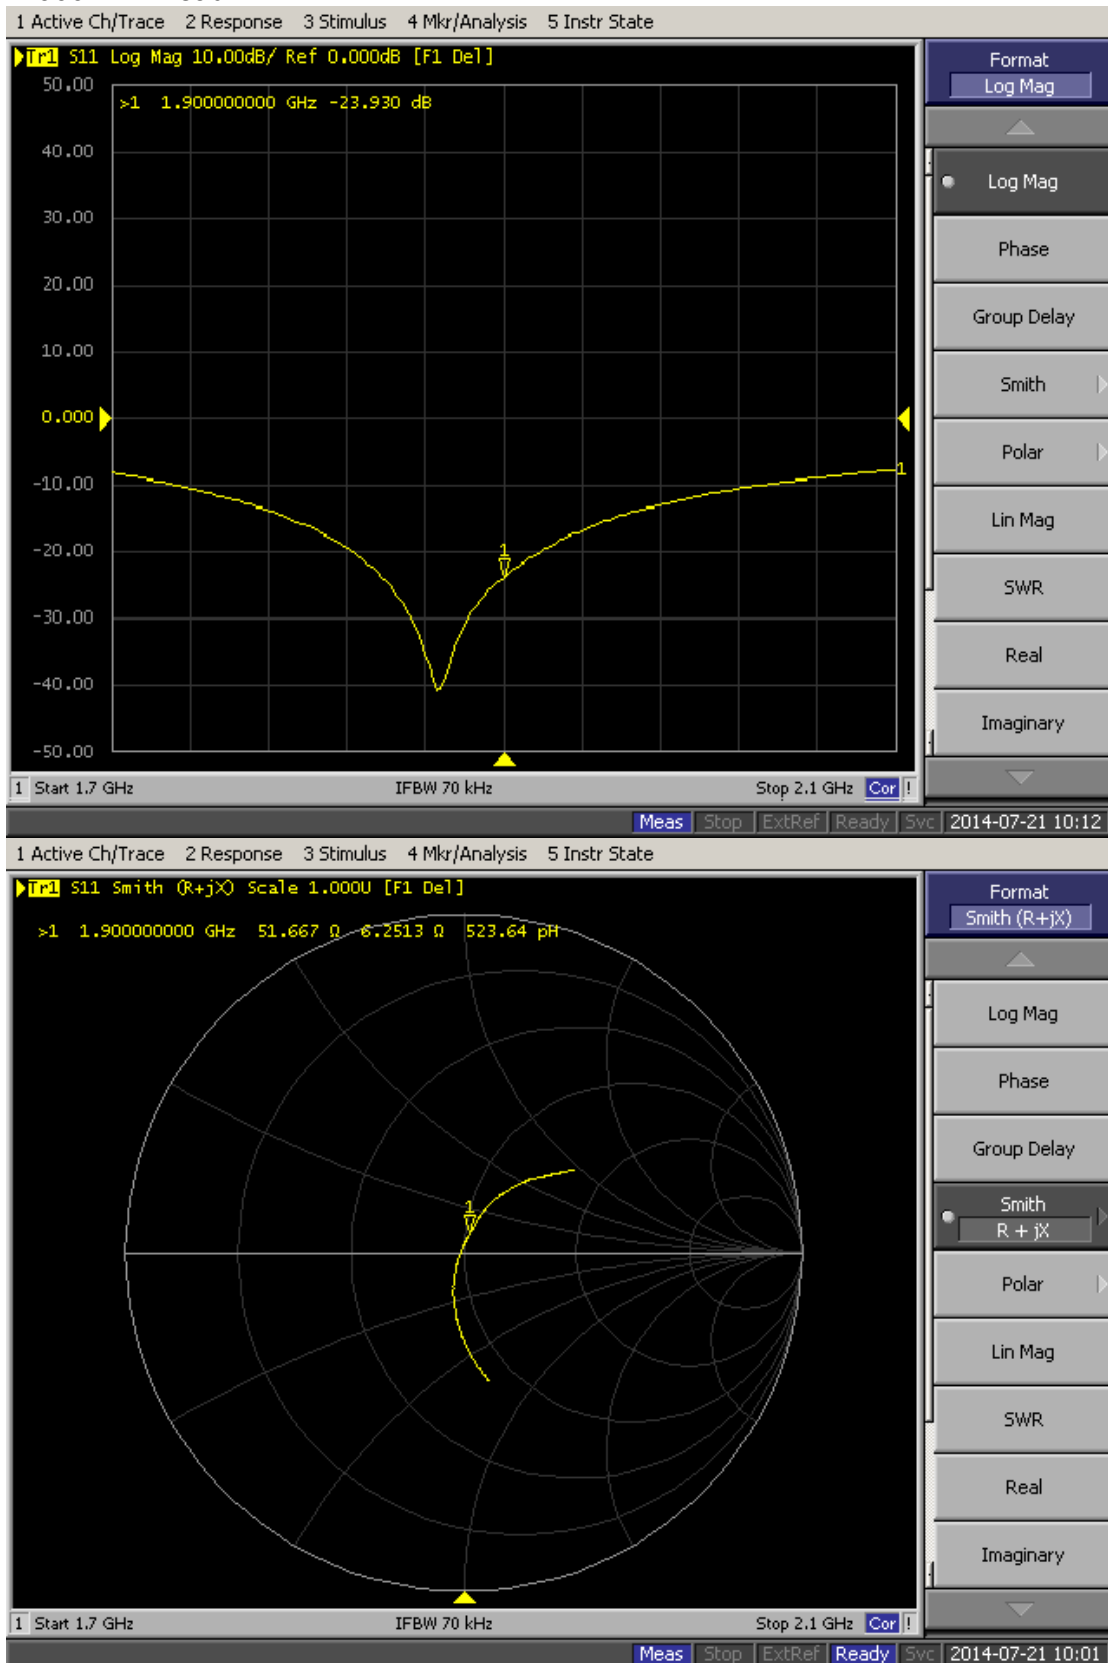 1 Active Ch/Trace 2 Response 3 Stimulus 4 Mkr/Analysis 5 Instr State
Tr1 S11 Log Mag 10.00dB/ Ref 0.000dB [F1 Del]
50.00
>1 1.900000000 GHz -23.930 dB
40.00
30.00
20.00
10.00
0.000
-10.00
-20.00
-30.00
-40.00
-50.00
1
1
1 Start 1.7 GHz IFBW 70 kHz Stop 2.1 GHz Cor !
Meas Stop ExtRef Ready Svc 2014-07-21 10:12
Format
Log Mag
Log Mag
Phase
Group Delay
Smith
Polar
Lin Mag
SWR
Real
Imaginary
1 Active Ch/Trace 2 Response 3 Stimulus 4 Mkr/Analysis 5 Instr State
Tr1 S11 Smith (R+jX) Scale 1.000U [F1 Del]
>1 1.900000000 GHz 51.667 Ω 6.2513 Ω 523.64 pH
1
1 Start 1.7 GHz IFBW 70 kHz Stop 2.1 GHz Cor !
Meas Stop ExtRef Ready Svc 2014-07-21 10:01
Format
Smith (R+jX)
Log Mag
Phase
Group Delay
Smith
R + jX
Polar
Lin Mag
SWR
Real
Imaginary